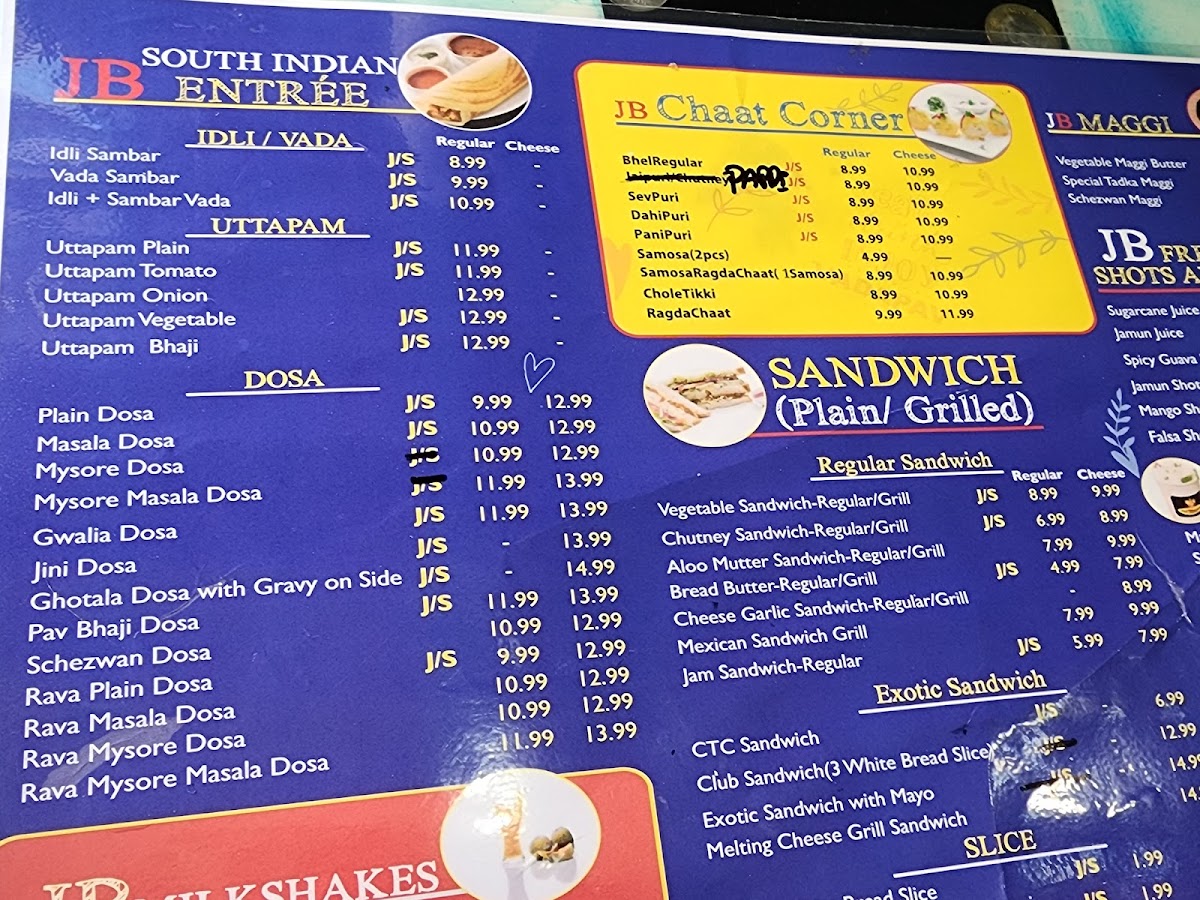 JB SOUTH INDIAN
ENTRÉE
IDLI / VADA Regular Cheese
Idli Sambar J/S 8.99 -
Vada Sambar J/S 9.99 -
Idli + Sambar Vada J/S 10.99 -
UTTAPAM
Uttapam Plain J/S 11.99 -
Uttapam Tomato J/S 11.99 -
Uttapam Onion 12.99 -
Uttapam Vegetable J/S 12.99 -
Uttapam Bhaji J/S 12.99 -
DOSA
Plain Dosa J/S 9.99 12.99
Masala Dosa J/S 10.99 12.99
Mysore Dosa J/S 10.99 12.99
Mysore Masala Dosa J/S 11.99 13.99
Gwalia Dosa J/S 11.99 13.99
Jini Dosa J/S - 13.99
Ghotala Dosa with Gravy on Side J/S - 14.99
Pav Bhaji Dosa J/S 11.99 13.99
Schezwan Dosa 10.99 12.99
Rava Plain Dosa J/S 9.99 12.99
Rava Masala Dosa 10.99 12.99
Rava Mysore Dosa 10.99 12.99
Rava Mysore Masala Dosa 11.99 13.99
JB MILKSHAKES
JB Chaat Corner
Regular Cheese
BhelRegular J/S 8.99 10.99
Jaipuri/Chutney PAPDI J/S 8.99 10.99
SevPuri J/S 8.99 10.99
DahiPuri J/S 8.99 10.99
PaniPuri J/S 8.99 10.99
Samosa(2pcs) 4.99 —
SamosaRagdaChaat( 1Samosa) 8.99 10.99
CholeTikki 8.99 10.99
RagdaChaat 9.99 11.99
SANDWICH
(Plain/ Grilled)
Regular Sandwich Regular Cheese
Vegetable Sandwich-Regular/Grill J/S 8.99 9.99
Chutney Sandwich-Regular/Grill J/S 6.99 8.99
Aloo Mutter Sandwich-Regular/Grill 7.99 9.99
Bread Butter-Regular/Grill J/S 4.99 7.99
Cheese Garlic Sandwich-Regular/Grill - 8.99
Mexican Sandwich Grill 7.99 9.99
Jam Sandwich-Regular J/S 5.99 7.99
Exotic Sandwich
CTC Sandwich J/S - 6.99
Club Sandwich(3 White Bread Slice) J/S - 12.99
Exotic Sandwich with Mayo J/S - 14.99
Melting Cheese Grill Sandwich - 14.
SLICE
Bread Slice J/S 1.99
J/S 1.99
JB MAGGI
Vegetable Maggi Butter
Special Tadka Maggi
Schezwan Maggi
JB FRE
SHOTS A
Sugarcane Juice
Jamun Juice
Spicy Guava
Jamun Shot
Mango Sh
Falsa Sh